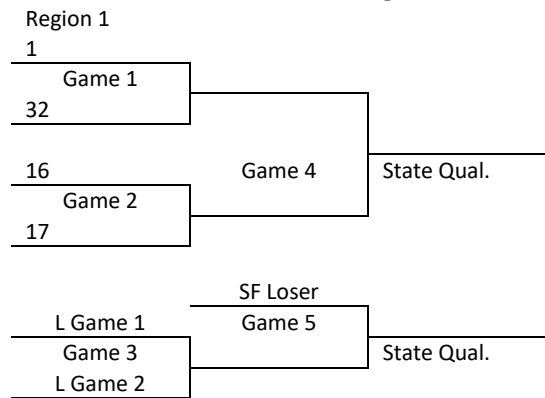 Region 1
1
Game 1
32
16
Game 4
State Qual.
Game 2
17
SF Loser
L Game 1
Game 5
Game 3
State Qual.
L Game 2